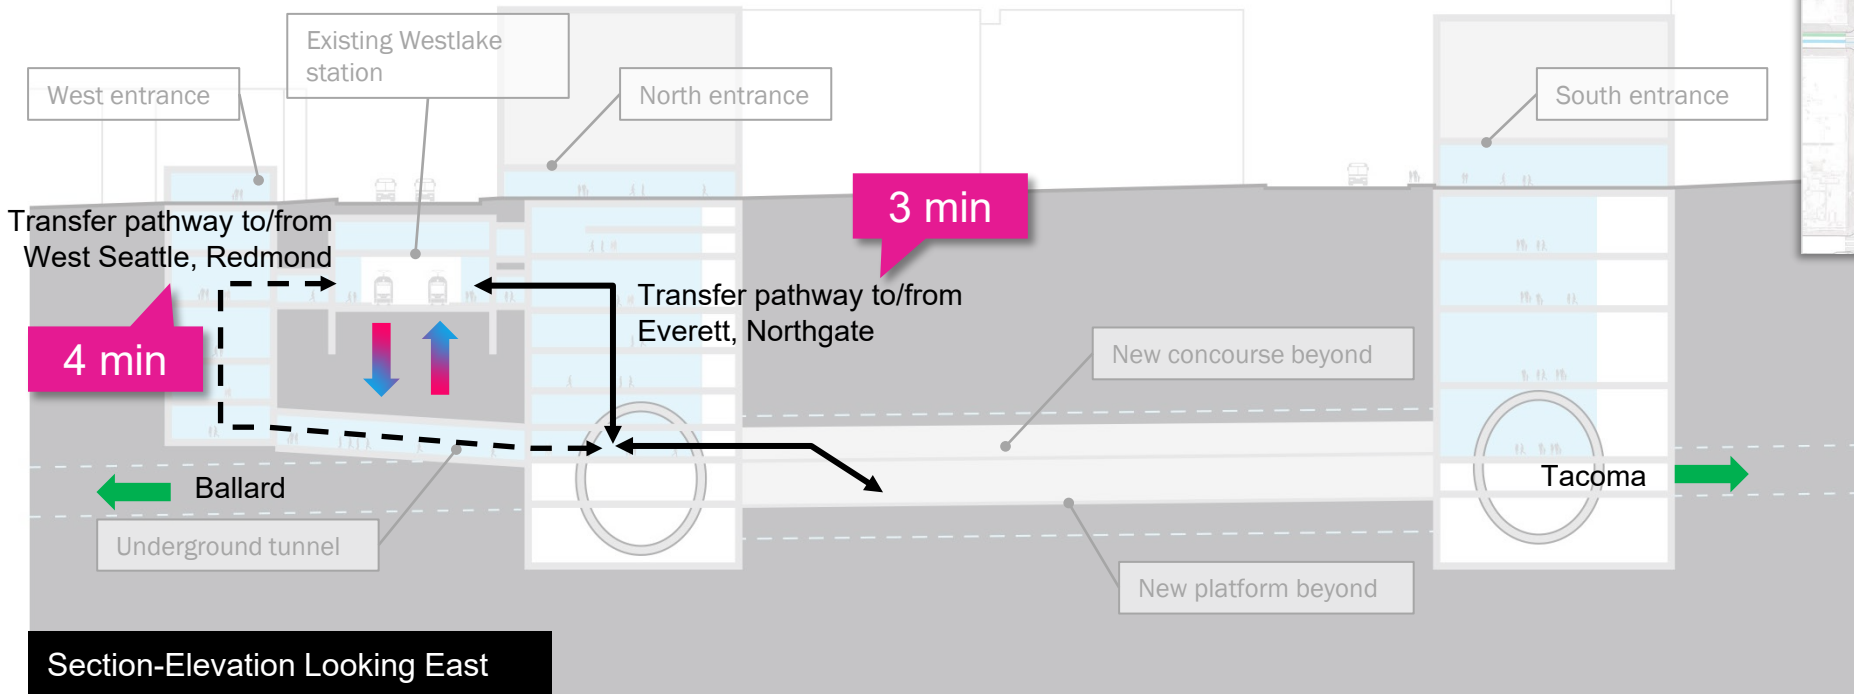 Existing Westlake
station
West entrance
North entrance
South entrance
3 min
Transfer pathway to/from
West Seattle, Redmond
Transfer pathway to/from
Everett, Northgate
4 min
New concourse beyond
Ballard
Tacoma
Underground tunnel
New platform beyond
Section-Elevation Looking East